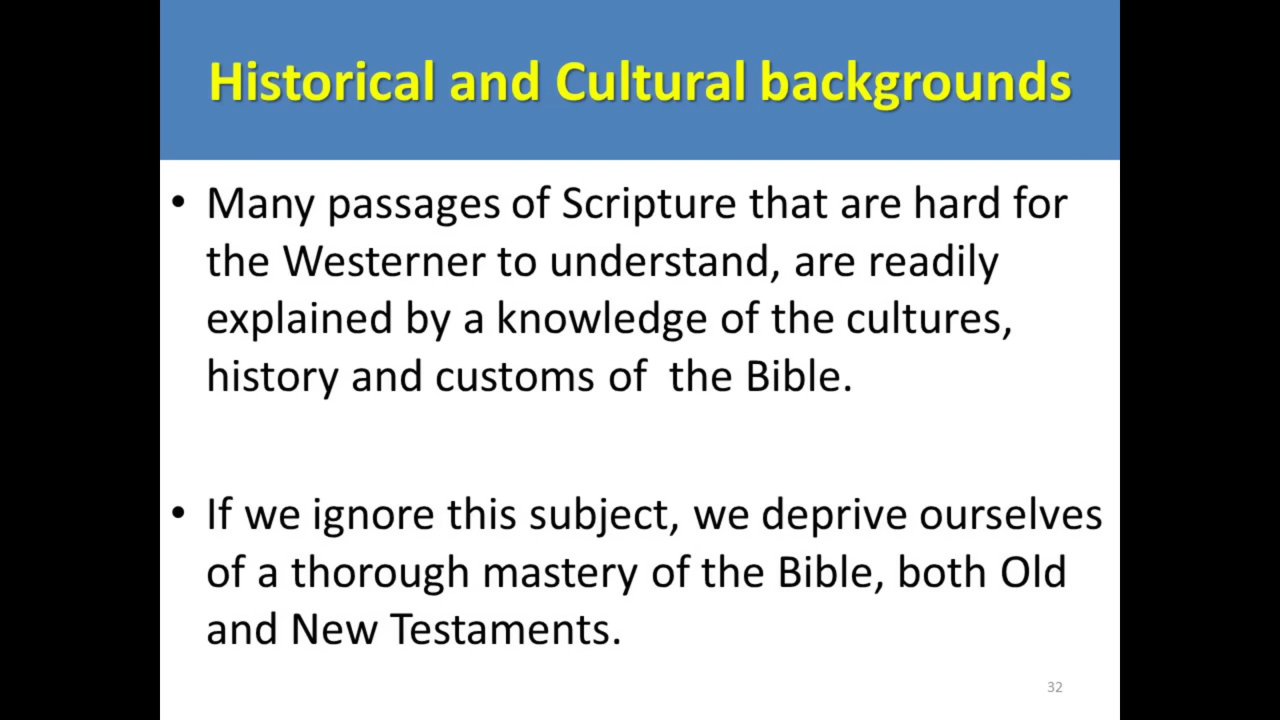 Historical and Cultural backgrounds
• Many passages of Scripture that are hard for
the Westerner to understand, are readily
explained by a knowledge of the cultures,
history and customs of  the Bible.
• If we ignore this subject, we deprive ourselves
of a thorough mastery of the Bible, both Old
and New Testaments.
32